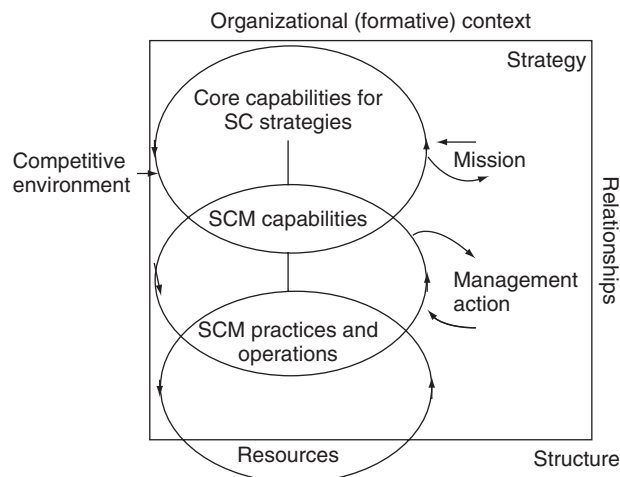 Organizational (formative) context
Strategy
Core capabilities for
SC strategies
Competitive
environment
Mission
SCM capabilities
Relationships
Management
action
SCM practices and
operations
Resources
Structure